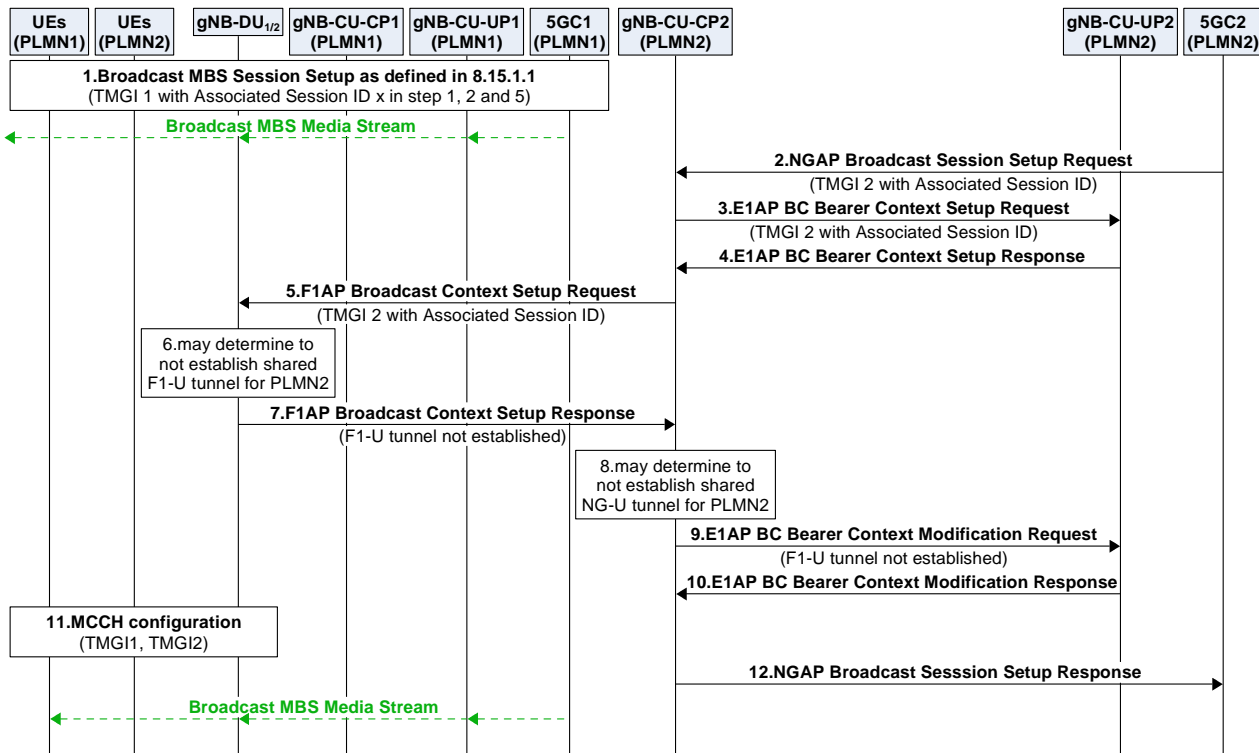 UEs
(PLMN1)
UEs
(PLMN2)
gNB-DU1/2
gNB-CU-CP1
(PLMN1)
gNB-CU-UP1
(PLMN1)
5GC1
(PLMN1)
gNB-CU-CP2
(PLMN2)
gNB-CU-UP2
(PLMN2)
5GC2
(PLMN2)
1.Broadcast MBS Session Setup as defined in 8.15.1.1
(TMGI 1 with Associated Session ID x in step 1, 2 and 5)
Broadcast MBS Media Stream
2.NGAP Broadcast Session Setup Request
(TMGI 2 with Associated Session ID)
3.E1AP BC Bearer Context Setup Request
(TMGI 2 with Associated Session ID)
4.E1AP BC Bearer Context Setup Response
5.F1AP Broadcast Context Setup Request
(TMGI 2 with Associated Session ID)
6.may determine to
not establish shared
F1-U tunnel for PLMN2
7.F1AP Broadcast Context Setup Response
(F1-U tunnel not established)
8.may determine to
not establish shared
NG-U tunnel for PLMN2
9.E1AP BC Bearer Context Modification Request
(F1-U tunnel not established)
10.E1AP BC Bearer Context Modification Response
11.MCCH configuration
(TMGI1, TMGI2)
12.NGAP Broadcast Sesssion Setup Response
Broadcast MBS Media Stream